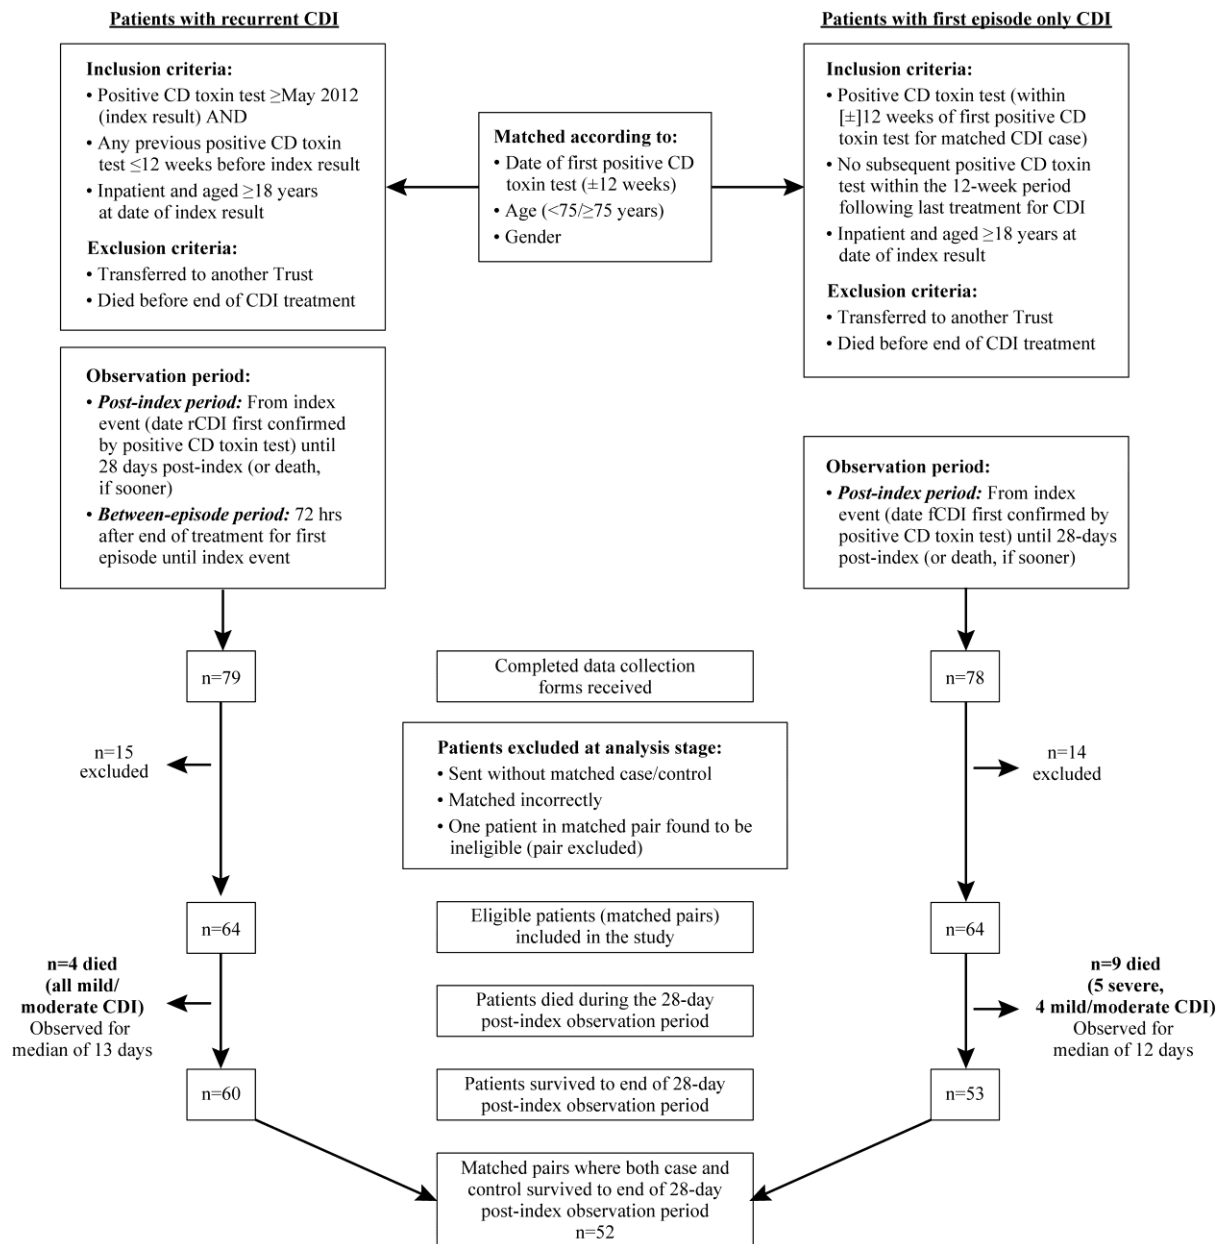 Patients with recurrent CDI
Inclusion criteria:
• Positive CD toxin test ≥May 2012
(index result) AND
• Any previous positive CD toxin
test ≤12 weeks before index result
• Inpatient and aged ≥18 years
at date of index result
Exclusion criteria:
• Transferred to another Trust
• Died before end of CDI treatment
Matched according to:
• Date of first positive CD
toxin test (±12 weeks)
• Age (<75/≥75 years)
• Gender
Patients with first episode only CDI
Inclusion criteria:
• Positive CD toxin test (within
[±]12 weeks of first positive CD
toxin test for matched CDI case)
• No subsequent positive CD toxin
test within the 12-week period
following last treatment for CDI
• Inpatient and aged ≥18 years at
date of index result
Exclusion criteria:
• Transferred to another Trust
• Died before end of CDI treatment
Observation period:
• Post-index period: From index
event (date rCDI first confirmed
by positive CD toxin test) until
28 days post-index (or death,
if sooner)
• Between-episode period: 72 hrs
after end of treatment for first
episode until index event
Observation period:
• Post-index period: From index
event (date fCDI first confirmed by
positive CD toxin test) until 28-days
post-index (or death, if sooner)
n=79
Completed data collection
forms received
n=78
n=15
excluded
Patients excluded at analysis stage:
• Sent without matched case/control
• Matched incorrectly
• One patient in matched pair found to be
ineligible (pair excluded)
n=14
excluded
n=64
Eligible patients (matched pairs)
included in the study
n=64
n=4 died
(all mild/
moderate CDI)
Observed for
median of 13 days
Patients died during the 28-day
post-index observation period
n=9 died
(5 severe,
4 mild/moderate CDI)
Observed for
median of 12 days
n=60
Patients survived to end of 28-day
post-index observation period
n=53
Matched pairs where both case and
control survived to end of 28-day
post-index observation period
n=52